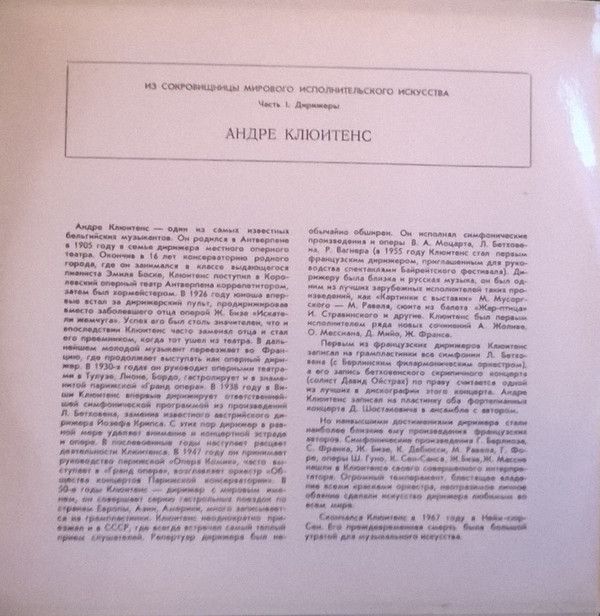 ИЗ СОКРОВИЩНИЦЫ МИРОВОГО ИСПОЛНИТЕЛЬСКОГО ИСКУССТВА
Часть I. Дирижеры
АНДРЕ КЛЮИТЕНС
Андре Клюитенс — один из самых известных
бельгийских музыкантов. Он родился в Антверпене
в 1905 году в семье дирижера местного оперного
театра. Окончив в 16 лет консерваторию родного
города, где он занимался в классе выдающегося
пианиста Эмиля Боске, Клюитенс поступил в Коро-
левский оперный театр Антверпена корепетитором,
затем был хормейстером. В 1926 году юноша впер-
вые встал за дирижерский пульт, продирижировав
вместо заболевшего отца оперой Ж. Бизе «Искате-
ли жемчуга». Успех его был столь значителен, что и
впоследствии Клюитенс часто заменял отца и стал
его преемником, когда тот ушел из театра. В даль-
нейшем молодой музыкант переезжает во Фран-
цию, где продолжает выступать как оперный дири-
жер. В 1930-х годах он руководит оперными театра-
ми в Тулузе, Лионе, Бордо, гастролирует и в знаме-
нитой парижской «Гранд опера». В 1938 году в Ви-
ши Клюитенс впервые дирижирует ответственней-
шей симфонической программой из произведений
Л. Бетховена, заменив известного австрийского ди-
рижера Иозефа Крипса. С этих пор дирижер в рав-
ной мере уделяет внимание и концертной эстраде
и опере. В послевоенные годы наступает расцвет
деятельности Клюитенса. В 1947 году он принимает
руководство парижской «Опера Комик», часто вы-
ступает в «Гранд опера», возглавляет оркестр «Об-
щества концертов Парижской консерватории». В
50-е годы Клюитенс — дирижер с мировым име-
нем, он совершает серию гастрольных поездок по
странам Европы, Азии, Америки, много записывает-
ся на грампластинки. Клюитенс неоднократно при-
езжал и в СССР, где всегда встречал самый теплый
прием слушателей. Репертуар дирижера был не-
обычайно обширен. Он исполнял симфонические
произведения и оперы В. А. Моцарта, Л. Бетхове-
на, Р. Вагнера (в 1955 году Клюитенс стал первым
французским дирижером, приглашенным для руко-
водства спектаклями Байрейтского фестиваля). Ди-
рижеру была близка и русская музыка, он был од-
ним из лучших зарубежных исполнителей таких про-
изведений, как «Картинки с выставки» М. Мусорг-
ского — М. Равеля, сюита из балета «Жар-птица»
И. Стравинского и другие. Клюитенс был первым
исполнителем ряда новых сочинений А. Жоливе,
О. Мессиана, Д. Мийо, Ж. Франсе.
Первым из французских дирижеров Клюитенс
записал на грампластинки все симфонии Л. Бетхо-
вена (с Берлинским филармоническим оркестром),
а его запись бетховенского скрипичного концерта
(солист Давид Ойстрах) по праву считается одной
из лучших в дискографии этого концерта. Андре
Клюитенс записал на пластинку оба фортепианных
концерта Д. Шостаковича в ансамбле с автором.
Но наивысшими достижениями дирижера стали
наиболее близкие ему произведения французских
авторов. Симфонические произведения Г. Берлиоза,
С. Франка, Ж. Бизе, К. Дебюсси, М. Равеля, Г. Фо-
ре, оперы Ш. Гуно, К. Сен-Санса, Ж. Бизе, Ж. Массне
нашли в Клюитенсе своего совершенного интерпре-
татора. Огромный темперамент, блестящее владе-
ние всеми красками оркестра, неотразимое личное
обаяние сделали искусство дирижера любимым во
всем мире.
Скончался Клюитенс в 1967 году в Нейи-сюр-
Сен. Его преждевременная смерть была большой
утратой для музыкального искусства.